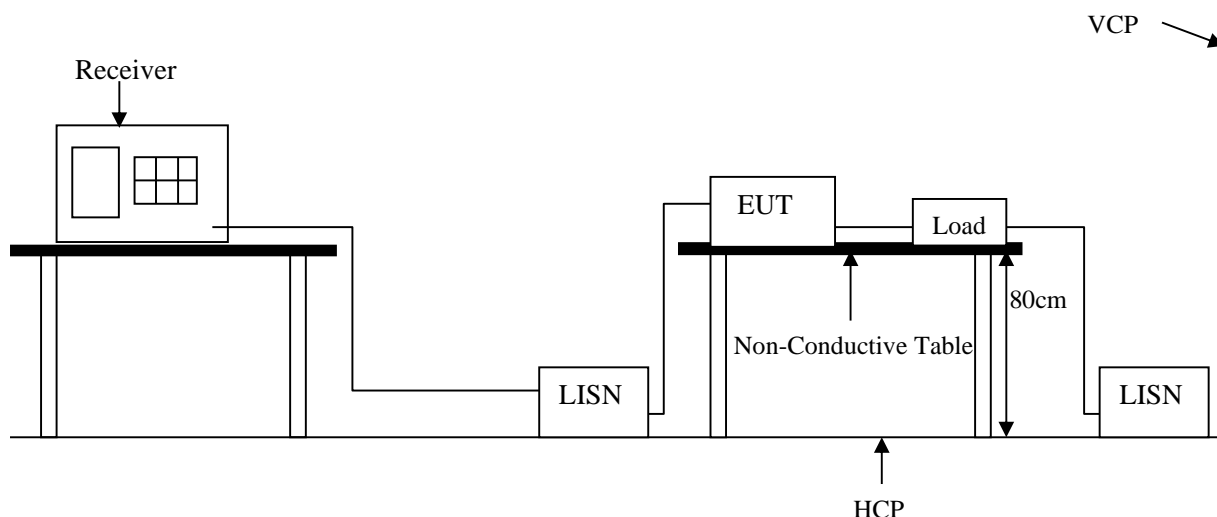 VCP
Receiver
EUT
Load
80cm
Non-Conductive Table
LISN
LISN
HCP